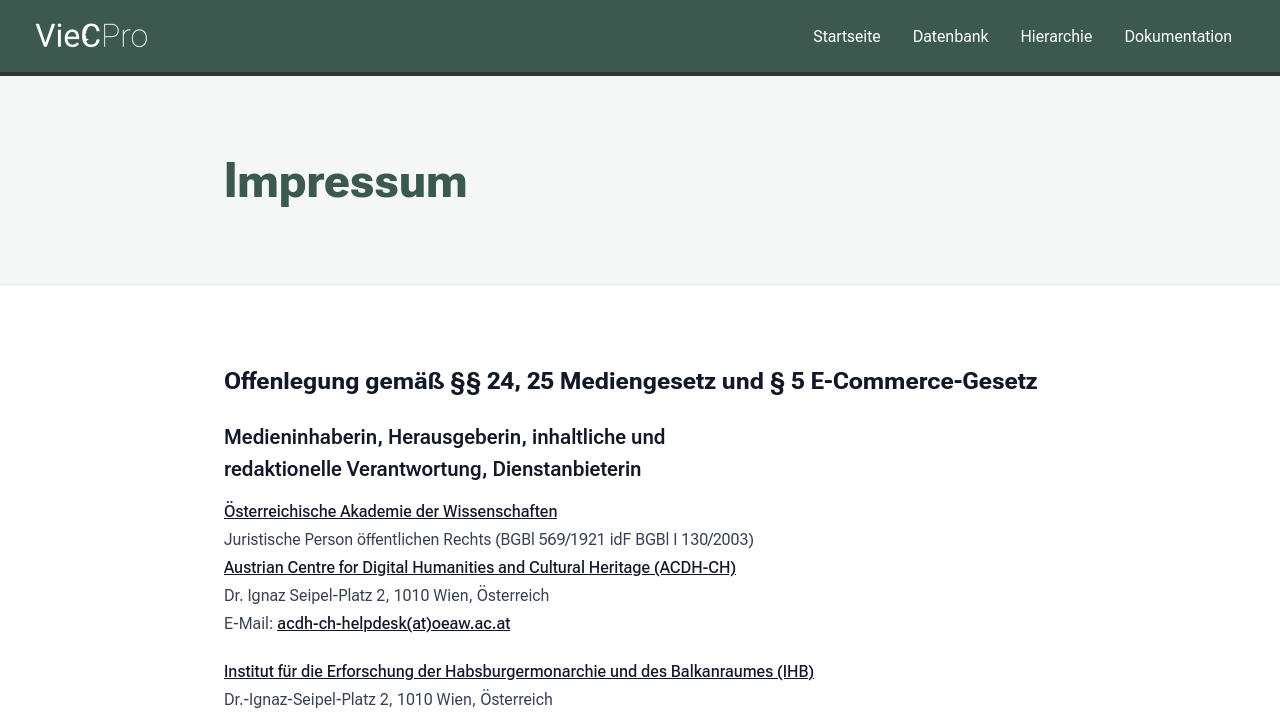 VieCPro
Startseite
Datenbank
Hierarchie
Dokumentation
Impressum
Offenlegung gemäß §§ 24, 25 Mediengesetz und § 5 E-Commerce-Gesetz
Medieninhaberin, Herausgeberin, inhaltliche und
redaktionelle Verantwortung, Dienstanbieterin
Österreichische Akademie der Wissenschaften
Juristische Person öffentlichen Rechts (BGBl 569/1921 idF BGBl I 130/2003)
Austrian Centre for Digital Humanities and Cultural Heritage (ACDH-CH)
Dr. Ignaz Seipel-Platz 2, 1010 Wien, Österreich
E-Mail: acdh-ch-helpdesk(at)oeaw.ac.at
Institut für die Erforschung der Habsburgermonarchie und des Balkanraumes (IHB)
Dr.-Ignaz-Seipel-Platz 2, 1010 Wien, Österreich